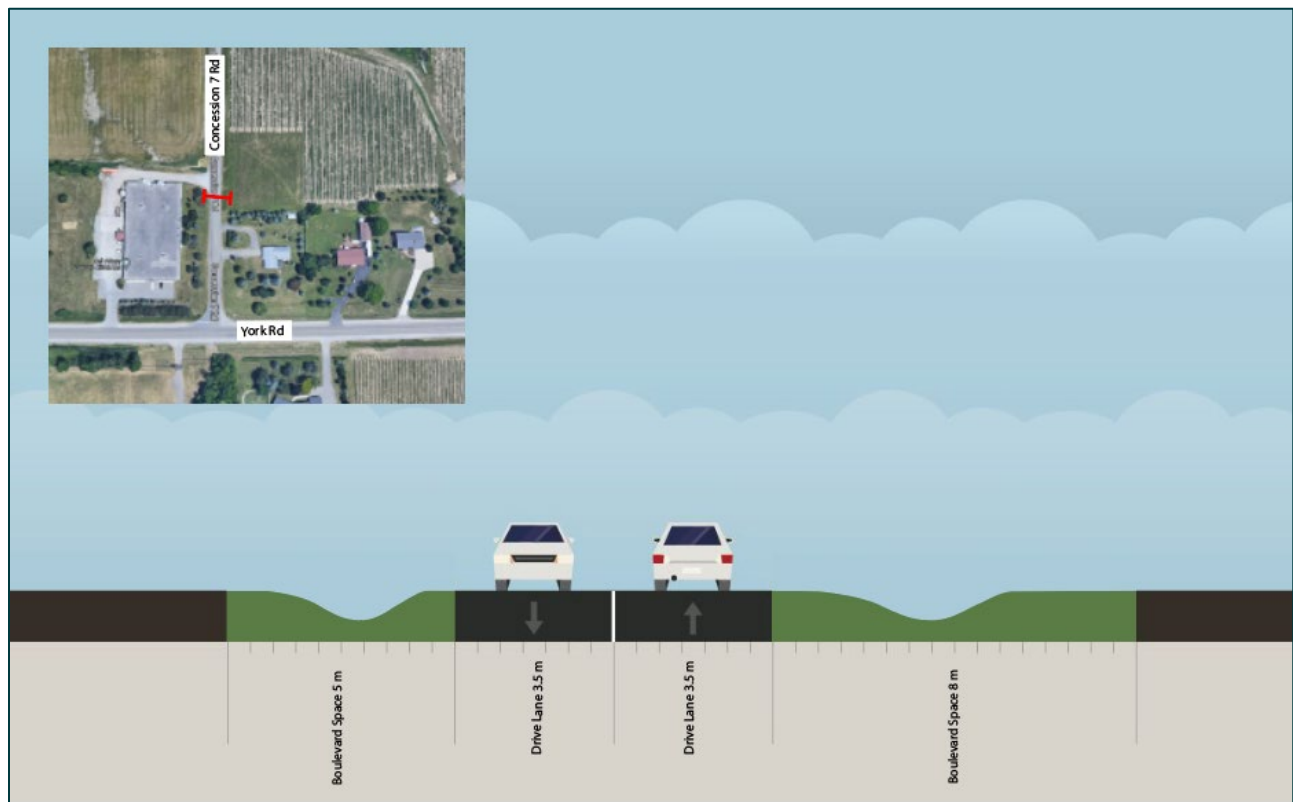 Concession 7 Rd
York Rd
Boulevard Space 5 m
Drive Lane 3.5 m
Drive Lane 3.5 m
Boulevard Space 8 m